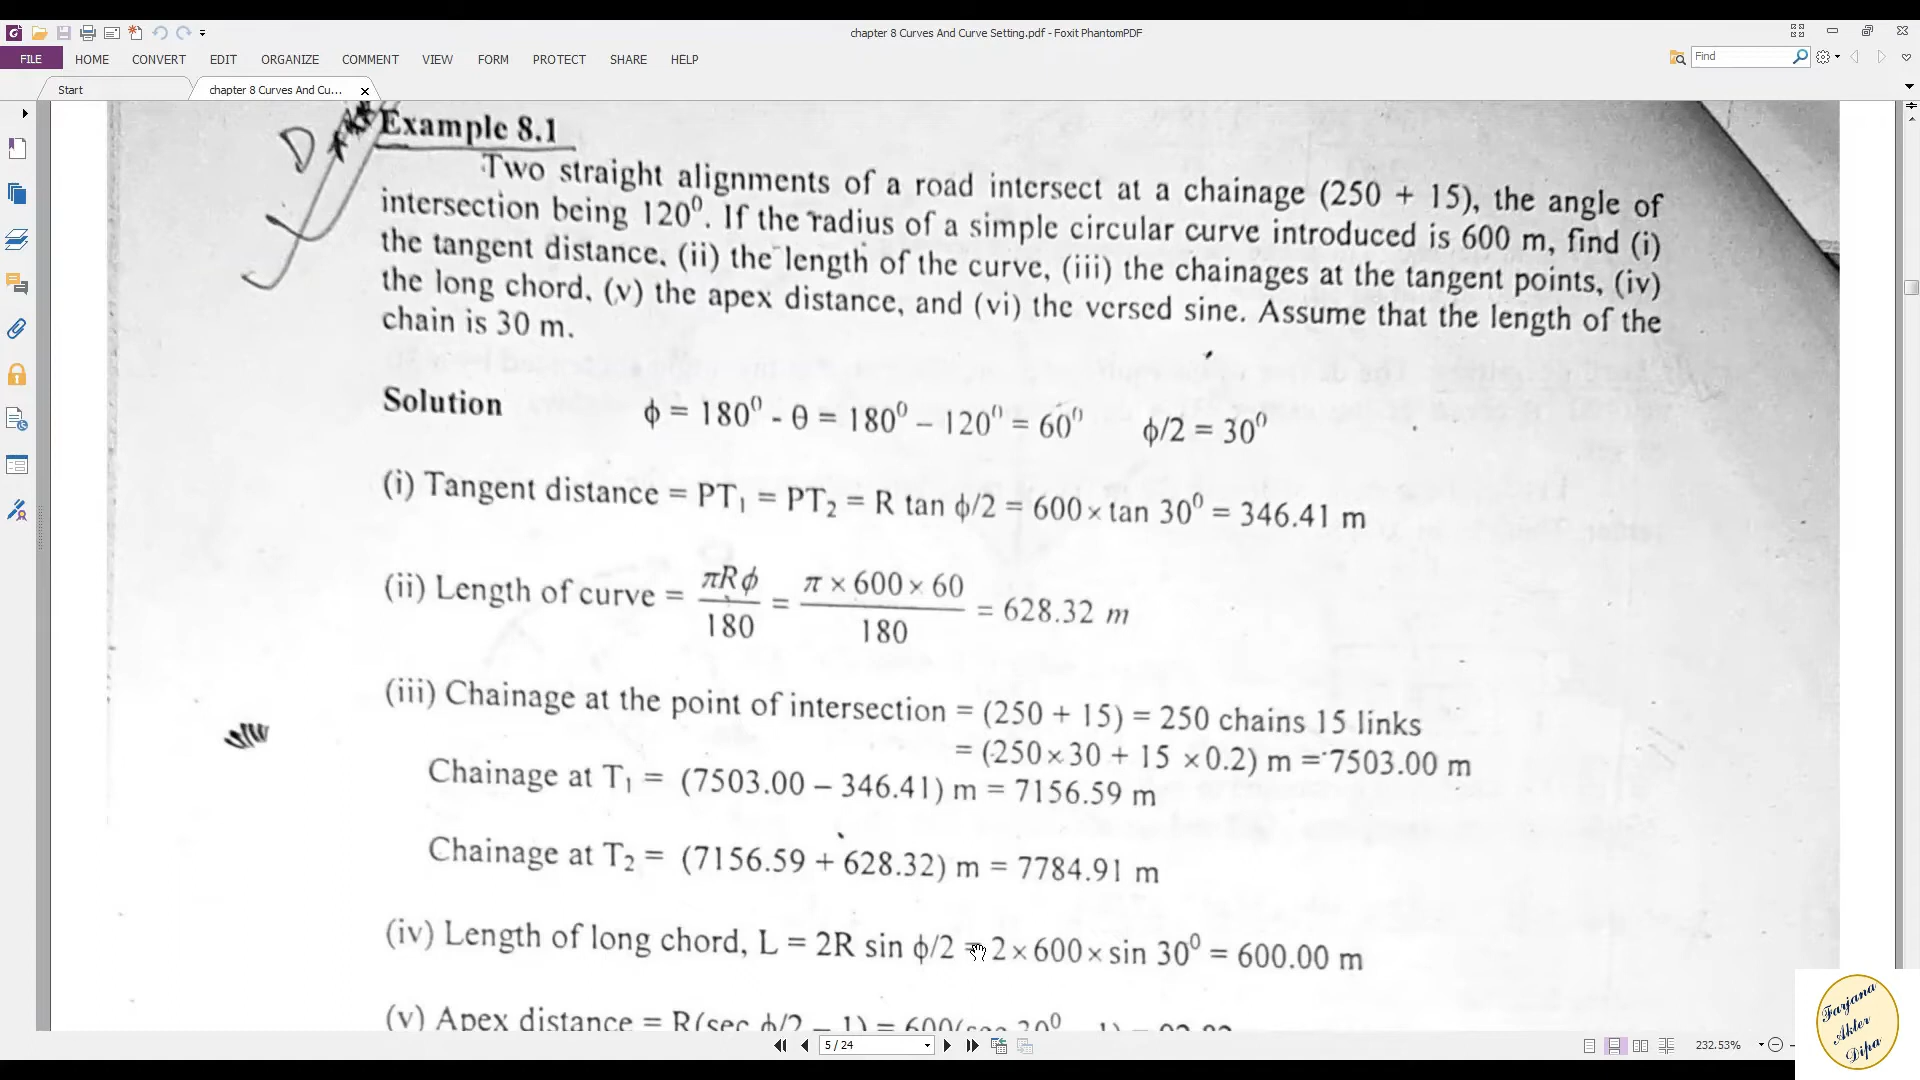 chapter 8 Curves And Curve Setting.pdf - Foxit PhantomPDF
FILE HOME CONVERT EDIT ORGANIZE COMMENT VIEW FORM PROTECT SHARE HELP
Find
Start
chapter 8 Curves And Cu...
Example 8.1
Two straight alignments of a road intersect at a chainage (250 + 15), the angle of
intersection being 120⁰. If the radius of a simple circular curve introduced is 600 m, find (i)
the tangent distance, (ii) the length of the curve, (iii) the chainages at the tangent points, (iv)
the long chord, (v) the apex distance, and (vi) the versed sine. Assume that the length of the
chain is 30 m.
Solution ϕ = 180⁰ - θ = 180⁰ – 120⁰ = 60⁰ ϕ/2 = 30⁰
(i) Tangent distance = PT₁ = PT₂ = R tan ϕ/2 = 600 × tan 30⁰ = 346.41 m
(ii) Length of curve = πRϕ/180 = π × 600 × 60/180 = 628.32 m
(iii) Chainage at the point of intersection = (250 + 15) = 250 chains 15 links
= (250 × 30 + 15 × 0.2) m = 7503.00 m
Chainage at T₁ = (7503.00 – 346.41) m = 7156.59 m
Chainage at T₂ = (7156.59 + 628.32) m = 7784.91 m
(iv) Length of long chord, L = 2R sin ϕ/2 = 2 × 600 × sin 30⁰ = 600.00 m
(v) Apex distance = R(sec ϕ/2 – 1) = 600(sec 30⁰ – 1) =
5 / 24
232.53%
Farjana
Akter
Dipa